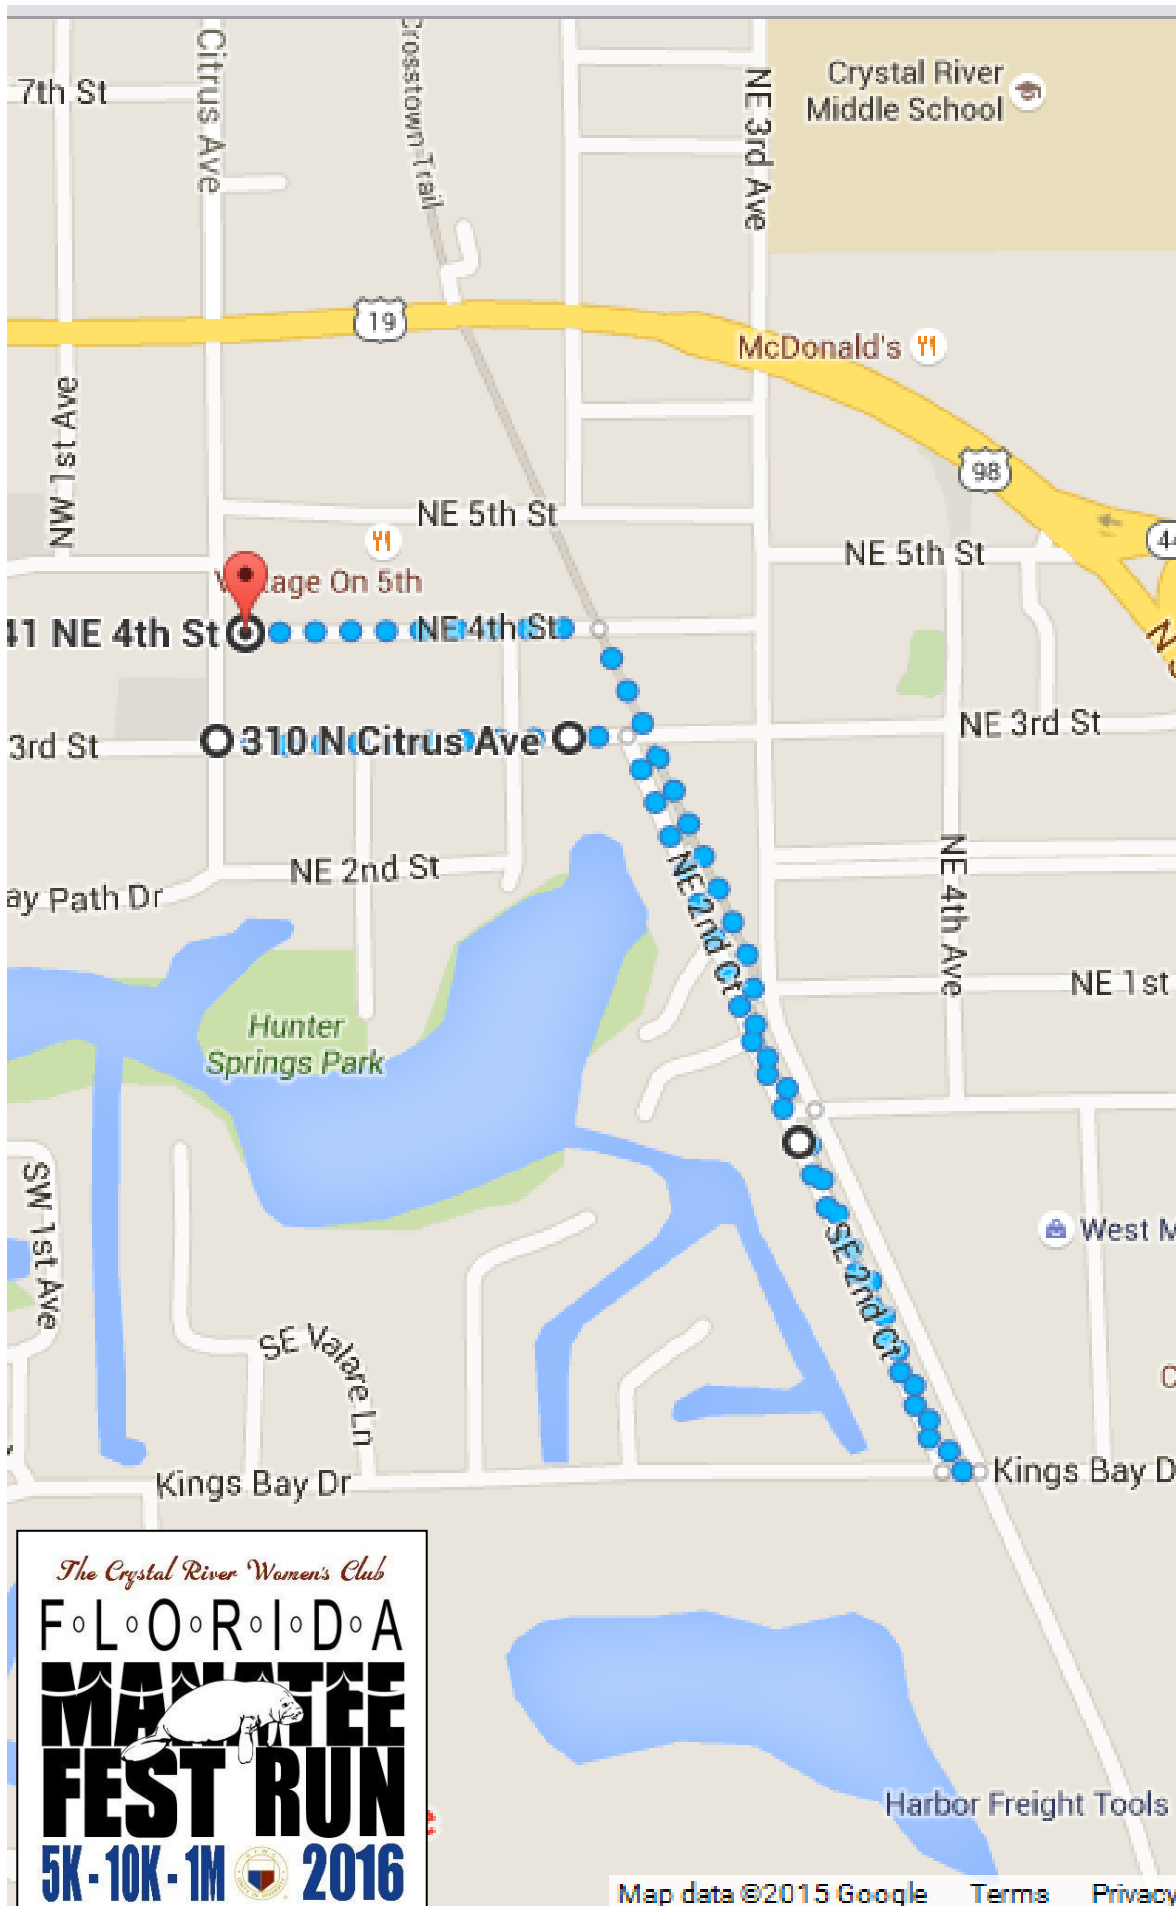 7th St
Citrus Ave
Crosstown Trail
NE 3rd Ave
Crystal River
Middle School
19
McDonald's
98
44
NW 1st Ave
NE 5th St
NE 5th St
Vintage On 5th
41 NE 4th St
NE 4th St
3rd St
310 N Citrus Ave
NE 3rd St
NE 2nd St
NE 2nd Ct
NE 4th Ave
ay Path Dr
NE 1st
Hunter
Springs Park
SW 1st Ave
SE 2nd Ct
West M
SE Valare Ln
Kings Bay Dr
Kings Bay D
The Crystal River Women's Club
F·L·O·R·I·D·A
MANATEE
FEST RUN
5K - 10K - 1M 2016
Harbor Freight Tools
Map data ©2015 Google Terms Privacy